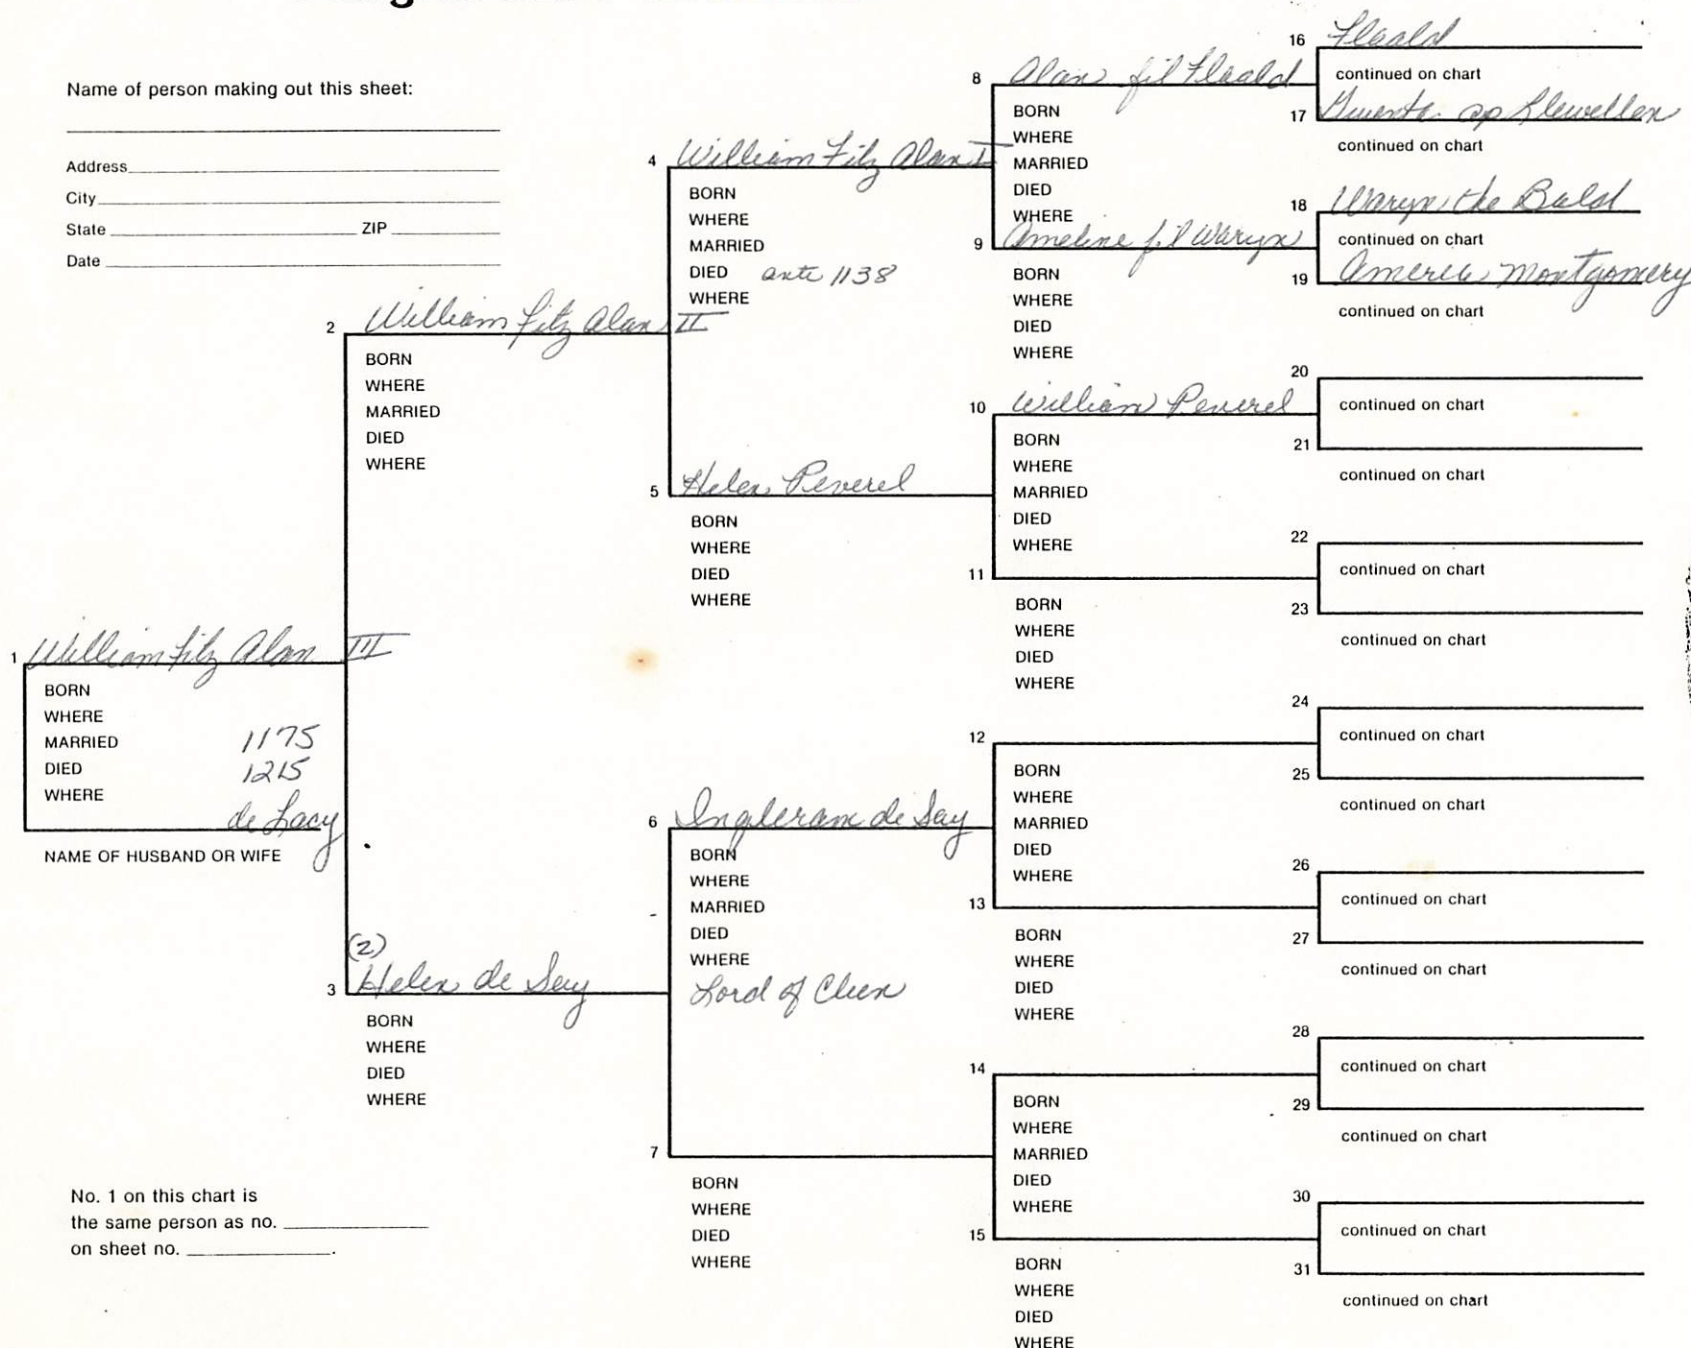 Name of person making out this sheet:
Address
City
State ZIP
Date
1 William Fitz Alan III
BORN
WHERE
MARRIED 1175
DIED 1215
WHERE
de Lacy
NAME OF HUSBAND OR WIFE
No. 1 on this chart is
the same person as no.
on sheet no.
2 William Fitz Alan II
BORN
WHERE
MARRIED
DIED
WHERE
(2)
3 Helen de Say
BORN
WHERE
DIED
WHERE
4 William Fitz Alan I
BORN
WHERE
MARRIED
DIED ante 1138
WHERE
5 Helen Peverel
BORN
WHERE
DIED
WHERE
6 Ingleram de Say
BORN
WHERE
MARRIED
DIED
WHERE
Lord of Clun
7
BORN
WHERE
DIED
WHERE
8 Alan fil Flaald
BORN
WHERE
MARRIED
DIED
WHERE
9 Ameline fil Waryn
BORN
WHERE
DIED
WHERE
10 William Peverel
BORN
WHERE
MARRIED
DIED
WHERE
11
BORN
WHERE
DIED
WHERE
12
BORN
WHERE
MARRIED
DIED
WHERE
13
BORN
WHERE
DIED
WHERE
14
BORN
WHERE
MARRIED
DIED
WHERE
15
BORN
WHERE
DIED
WHERE
16 Flaald
continued on chart
17 Gwenta ap Llewellen
continued on chart
18 Waryn the Bald
continued on chart
19 Ameria Montgomery
continued on chart
20
continued on chart
21
continued on chart
22
continued on chart
23
continued on chart
24
continued on chart
25
continued on chart
26
continued on chart
27
continued on chart
28
continued on chart
29
continued on chart
30
continued on chart
31
continued on chart